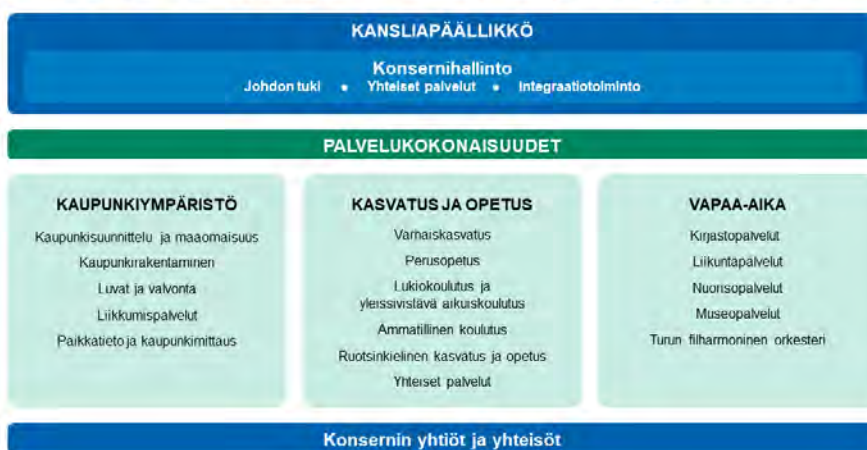 KANSLIAPÄÄLLIKKÖ
Konsernihallinto
Johdon tuki • Yhteiset palvelut • Integraatiotoiminto
PALVELUKOKONAISUUDET
KAUPUNKIYMPÄRISTÖ
Kaupunkisuunnittelu ja maaomaisuus
Kaupunkirakentaminen
Luvat ja valvonta
Liikkumispalvelut
Paikkatieto ja kaupunkimittaus
KASVATUS JA OPETUS
Varhaiskasvatus
Perusopetus
Lukiokoulutus ja
yleissivistävä aikuiskoulutus
Ammatillinen koulutus
Ruotsinkielinen kasvatus ja opetus
Yhteiset palvelut
VAPAA-AIKA
Kirjastopalvelut
Liikuntapalvelut
Nuorisopalvelut
Museopalvelut
Turun filharmoninen orkesteri
Konsernin yhtiöt ja yhteisöt